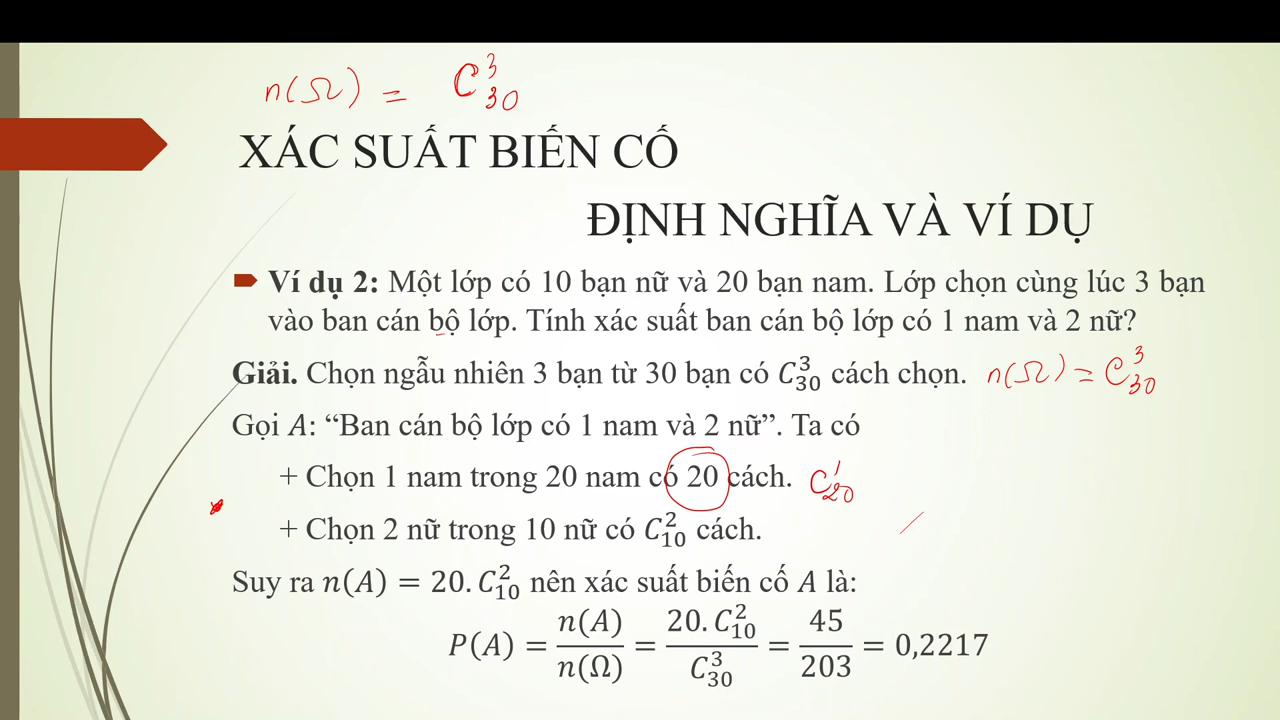 n(Ω) = C³₃₀
XÁC SUẤT BIẾN CỐ
ĐỊNH NGHĨA VÀ VÍ DỤ
Ví dụ 2: Một lớp có 10 bạn nữ và 20 bạn nam. Lớp chọn cùng lúc 3 bạn
vào ban cán bộ lớp. Tính xác suất ban cán bộ lớp có 1 nam và 2 nữ?
Giải. Chọn ngẫu nhiên 3 bạn từ 30 bạn có C³₃₀ cách chọn. n(Ω) = C³₃₀
Gọi A: “Ban cán bộ lớp có 1 nam và 2 nữ”. Ta có
+ Chọn 1 nam trong 20 nam có 20 cách. C¹₂₀
+ Chọn 2 nữ trong 10 nữ có C²₁₀ cách.
Suy ra n(A) = 20. C²₁₀ nên xác suất biến cố A là:
P(A) = n(A)/n(Ω) = 20. C²₁₀/C³₃₀ = 45/203 = 0,2217